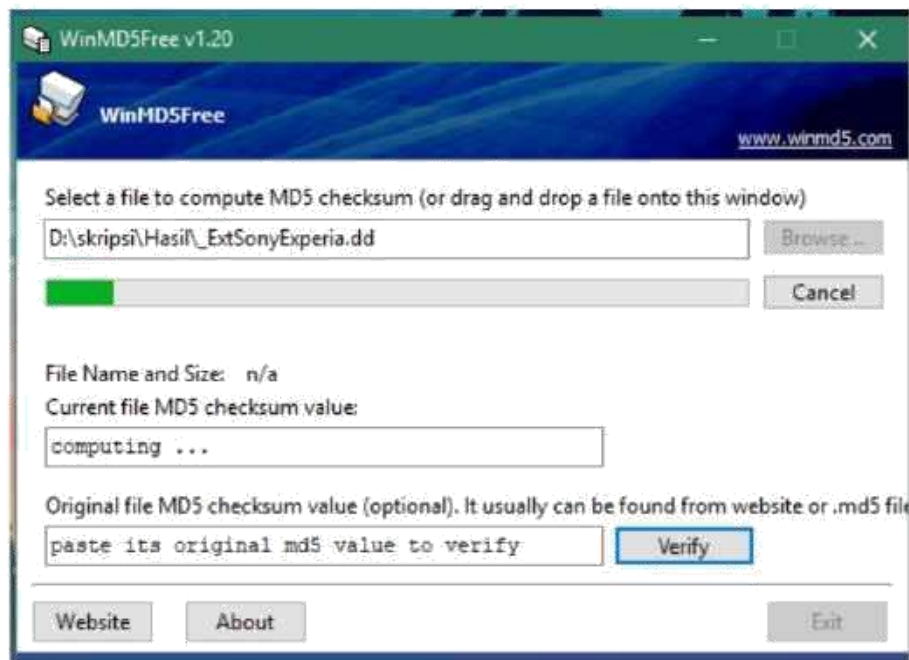 WinMD5Free v1.20
WinMD5Free
www.winmd5.com
Select a file to compute MD5 checksum (or drag and drop a file onto this window)
D:\skripsi\Hasil\_ExtSonyExperia.dd
Browse...
Cancel
File Name and Size: n/a
Current file MD5 checksum value:
computing ...
Original file MD5 checksum value (optional). It usually can be found from website or .md5 file
paste its original md5 value to verify
Verify
Website
About
Exit